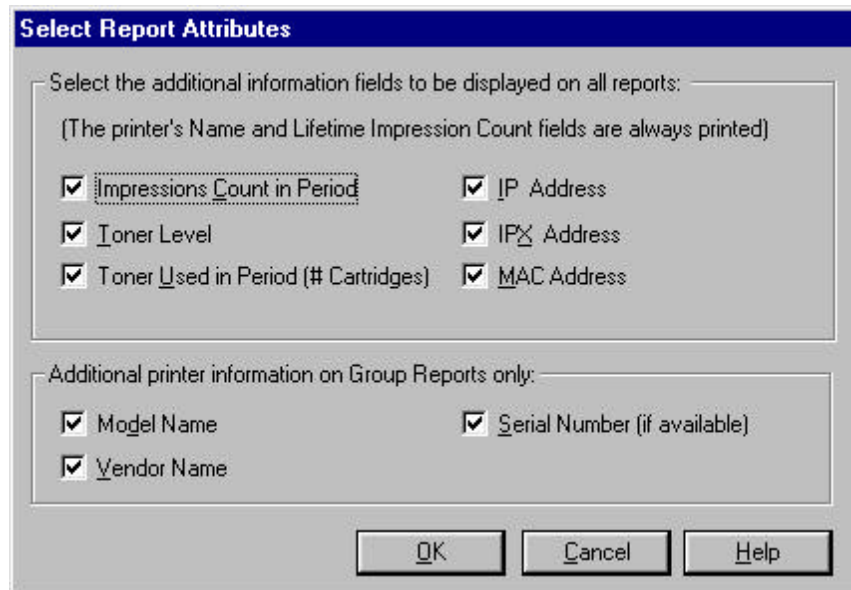 Select Report Attributes
Select the additional information fields to be displayed on all reports:
(The printer's Name and Lifetime Impression Count fields are always printed)
Impressions Count in Period
IP Address
Toner Level
IPX Address
Toner Used in Period (# Cartridges)
MAC Address
Additional printer information on Group Reports only:
Model Name
Serial Number (if available)
Vendor Name
OK
Cancel
Help